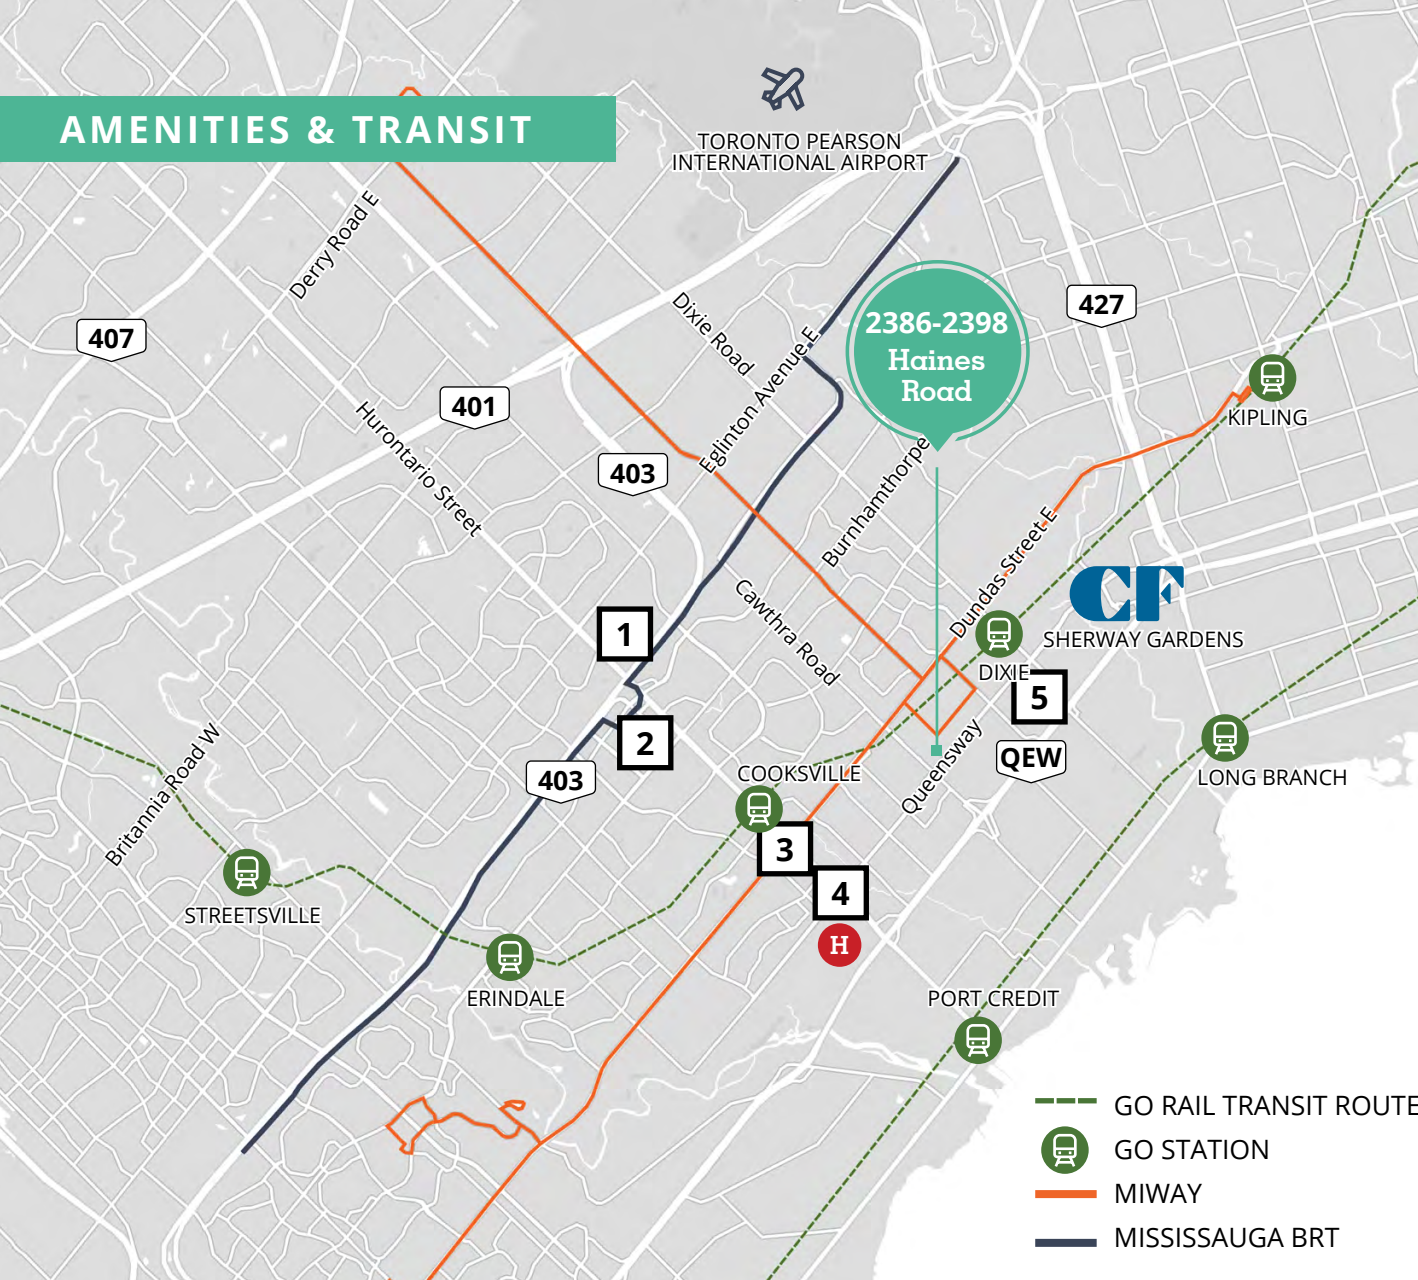 AMENITIES & TRANSIT
TORONTO PEARSON
INTERNATIONAL AIRPORT
Derry Road E
407
401
403
427
Dixie Road
Eglinton Avenue E
2386-2398
Haines
Road
Hurontario Street
Burnhamthorpe
KIPLING
Dundas Street E
CF
SHERWAY GARDENS
Cawthra Road
1
DIXIE
5
2
QEW
403
Queensway
COOKSVILLE
LONG BRANCH
Britannia Road W
3
4
H
STREETSVILLE
ERINDALE
PORT CREDIT
GO RAIL TRANSIT ROUTE
GO STATION
MIWAY
MISSISSAUGA BRT